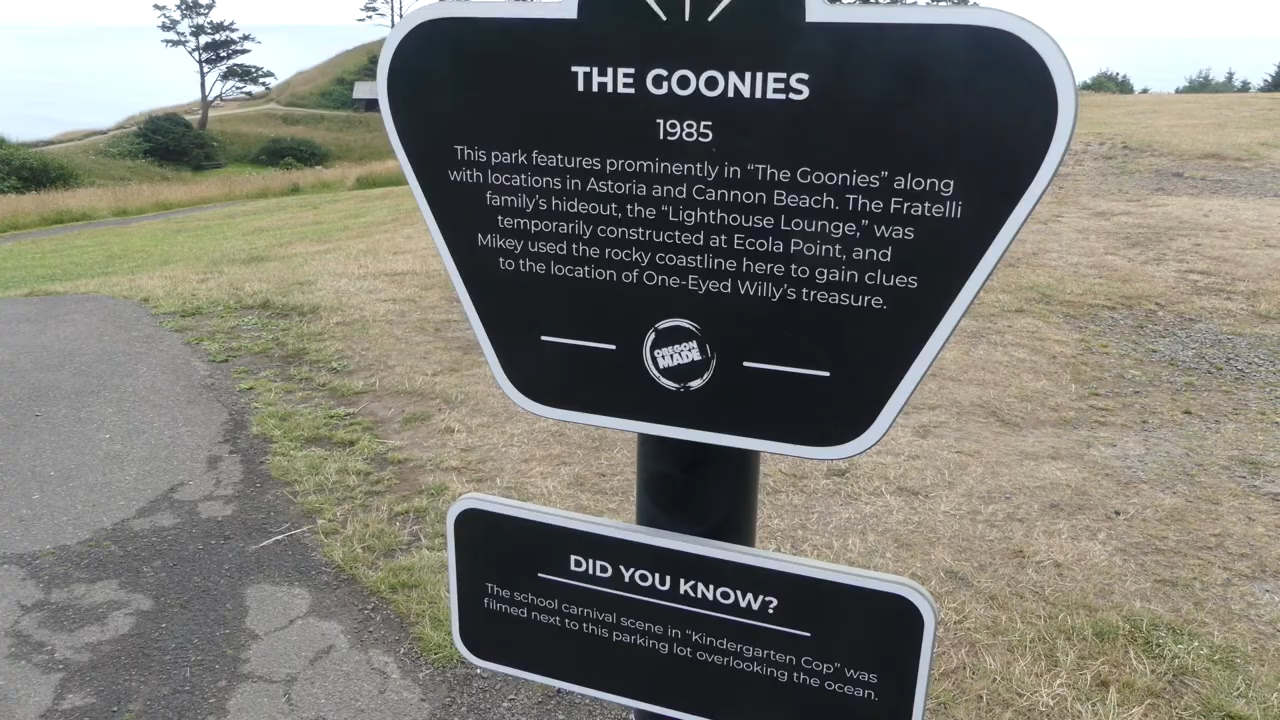 THE GOONIES
1985
This park features prominently in “The Goonies” along
with locations in Astoria and Cannon Beach. The Fratelli
family’s hideout, the “Lighthouse Lounge,” was
temporarily constructed at Ecola Point, and
Mikey used the rocky coastline here to gain clues
to the location of One-Eyed Willy’s treasure.
OREGON
MADE
DID YOU KNOW?
The school carnival scene in “Kindergarten Cop” was
filmed next to this parking lot overlooking the ocean.